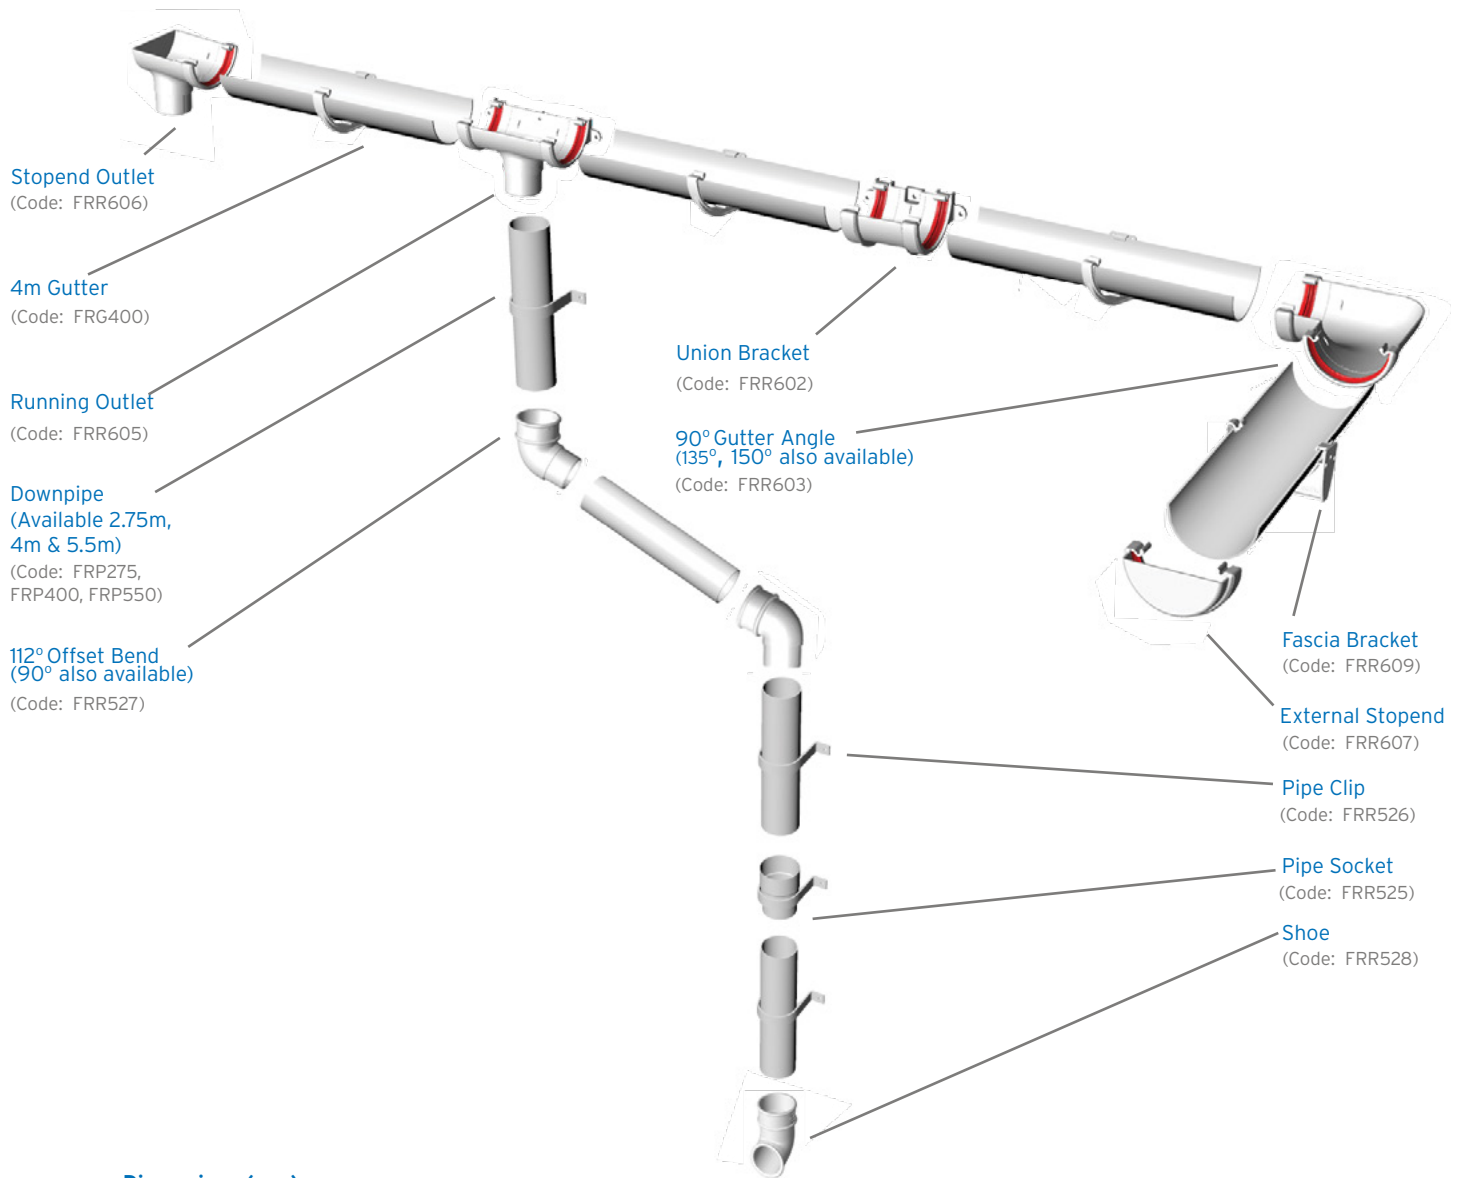 Stopend Outlet
(Code: FRR606)
4m Gutter
(Code: FRG400)
Running Outlet
(Code: FRR605)
Downpipe
(Available 2.75m,
4m & 5.5m)
(Code: FRP275,
FRP400, FRP550)
112° Offset Bend
(90° also available)
(Code: FRR527)
Union Bracket
(Code: FRR602)
90° Gutter Angle
(135°, 150° also available)
(Code: FRR603)
Fascia Bracket
(Code: FRR609)
External Stopend
(Code: FRR607)
Pipe Clip
(Code: FRR526)
Pipe Socket
(Code: FRR525)
Shoe
(Code: FRR528)